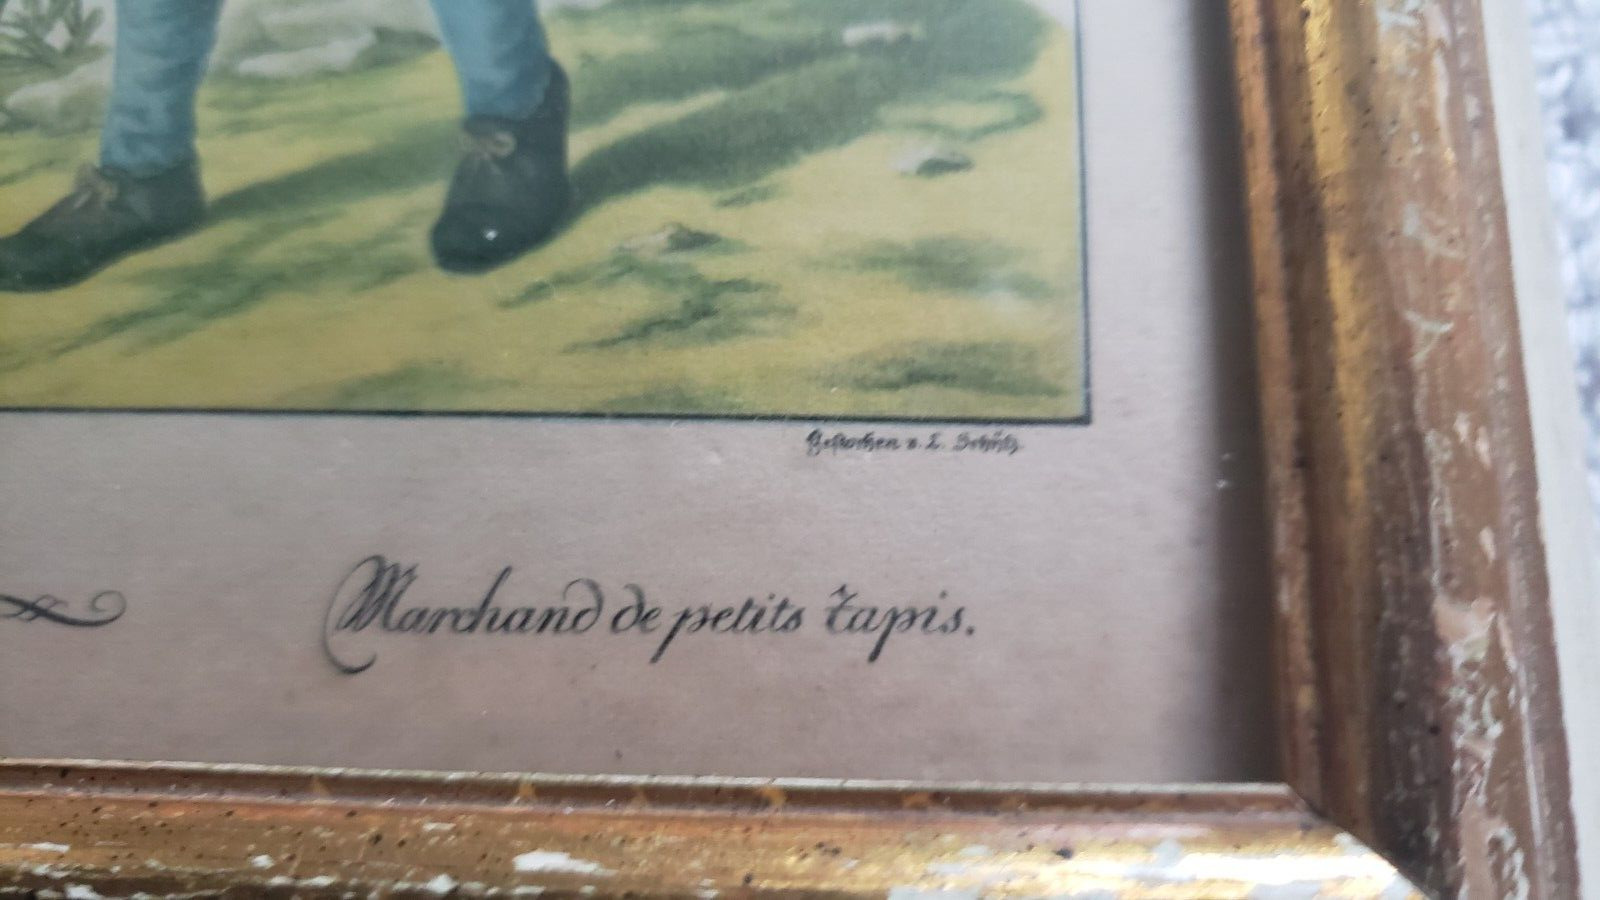 Gestochen v. L. Schütz.
Marchand de petits tapis.